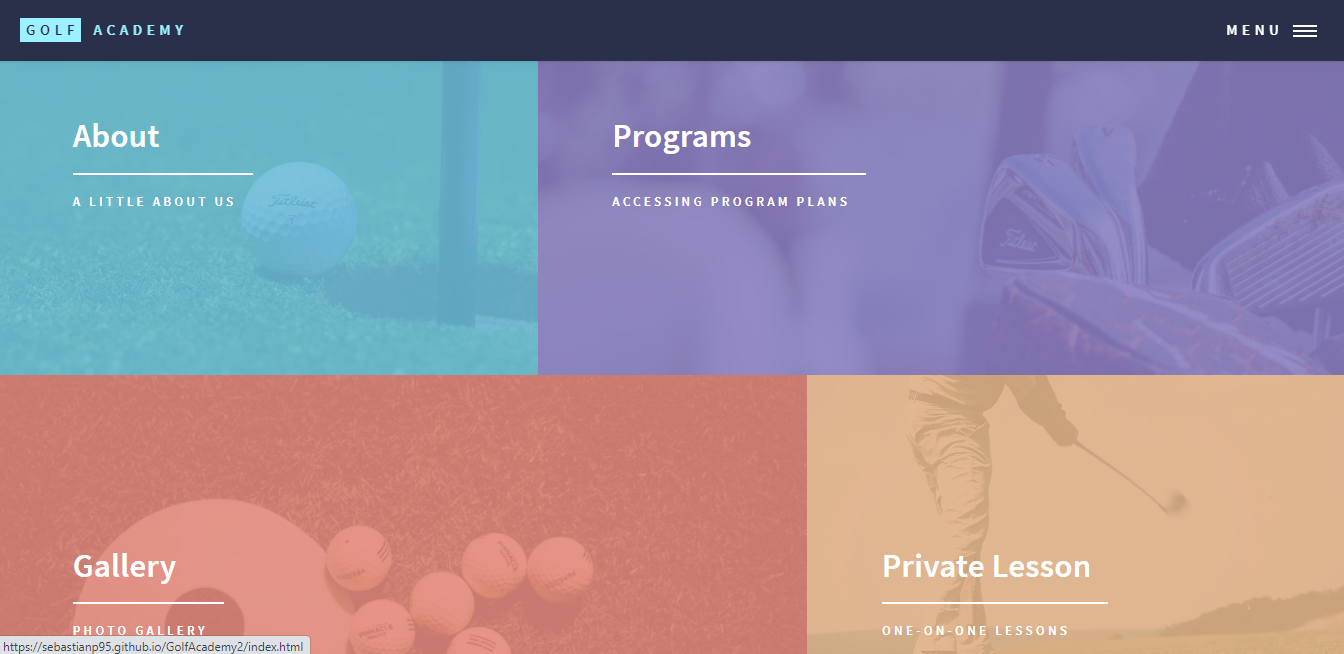 GOLF ACADEMY
MENU
About
A LITTLE ABOUT US
Titleist
Programs
ACCESSING PROGRAM PLANS
Titleist
Gallery
PHOTO GALLERY
Private Lesson
ONE-ON-ONE LESSONS
https://sebastianp95.github.io/GolfAcademy2/index.html